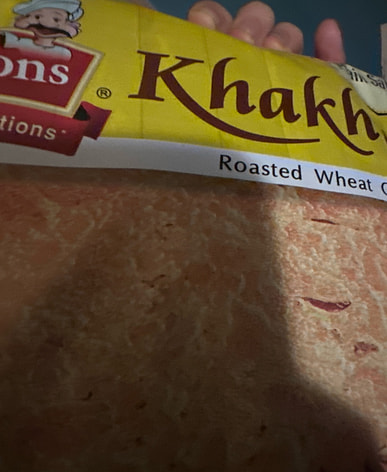 ons
®
tions
Khakh
Roasted Wheat